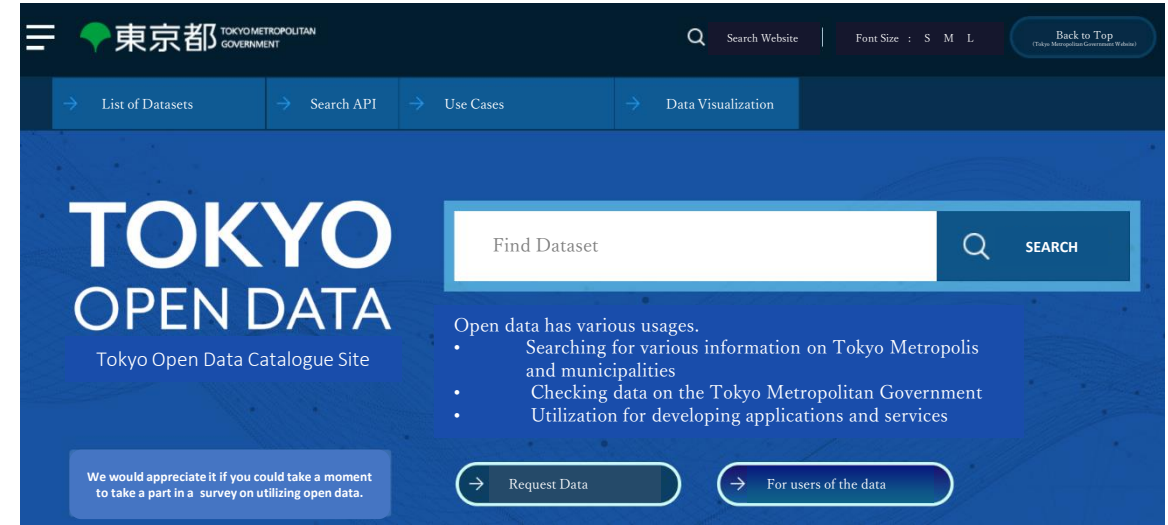 東京都 TOKYO METROPOLITAN
GOVERNMENT
Search Website
Font Size : S M L
Back to Top
(Tokyo Metropolitan Government Website)
→ List of Datasets
→ Search API
→ Use Cases
→ Data Visualization
TOKYO
OPEN DATA
Tokyo Open Data Catalogue Site
Find Dataset
SEARCH
Open data has various usages.
• Searching for various information on Tokyo Metropolis
and municipalities
• Checking data on the Tokyo Metropolitan Government
• Utilization for developing applications and services
We would appreciate it if you could take a moment
to take a part in a survey on utilizing open data.
→ Request Data
→ For users of the data